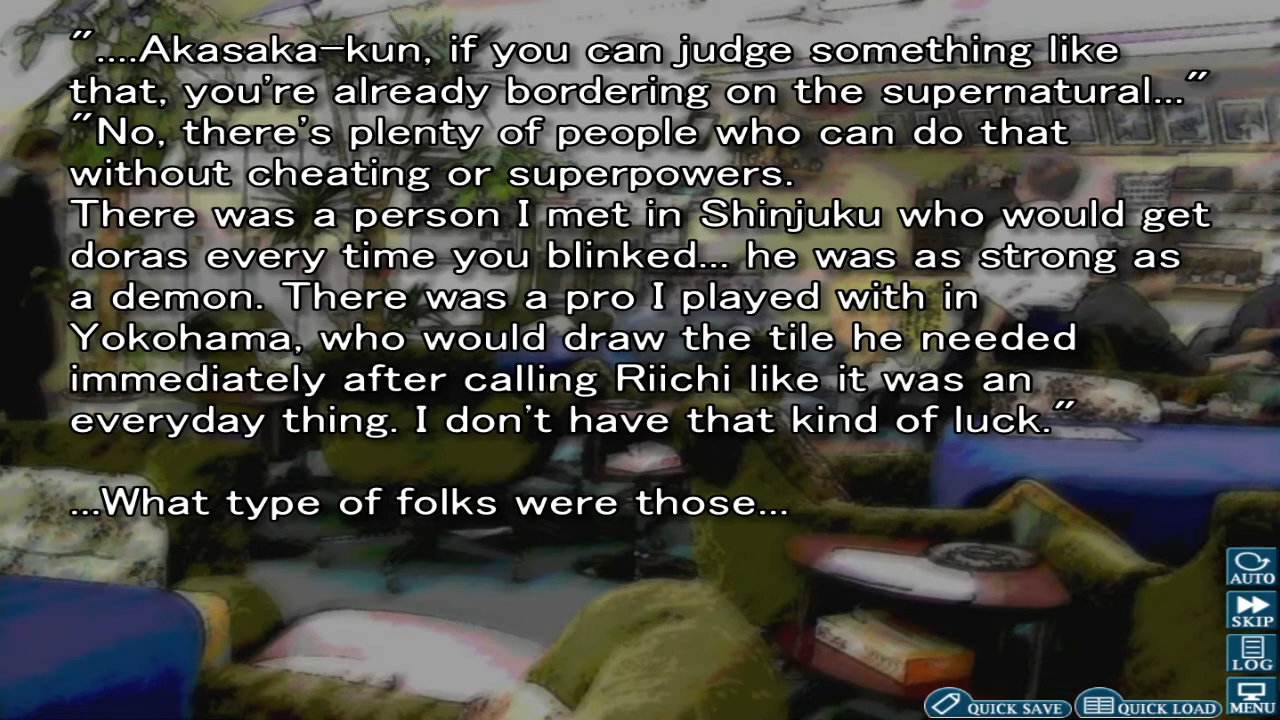 "....Akasaka-kun, if you can judge something like
that, you're already bordering on the supernatural..."
"No, there's plenty of people who can do that
without cheating or superpowers.
There was a person I met in Shinjuku who would get
doras every time you blinked... he was as strong as
a demon. There was a pro I played with in
Yokohama, who would draw the tile he needed
immediately after calling Riichi like it was an
everyday thing. I don't have that kind of luck."
...What type of folks were those...
AUTO
SKIP
LOG
MENU
QUICK SAVE
QUICK LOAD